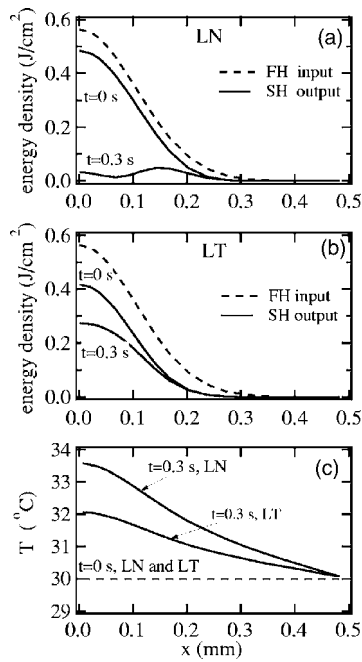 0.6
LN
(a)
FH input
SH output
t=0 s
t=0.3 s
energy density (J/cm2)
0.4
0.2
0.0
0.0 0.1 0.2 0.3 0.4 0.5
0.6
LT
(b)
t=0 s
FH input
SH output
t=0.3 s
energy density (J/cm2)
0.4
0.2
0.0
0.0 0.1 0.2 0.3 0.4 0.5
34
(c)
33
t=0.3 s, LN
32
t=0.3 s, LT
31
T (°C)
t=0 s, LN and LT
30
29
0.0 0.1 0.2 0.3 0.4 0.5
x (mm)